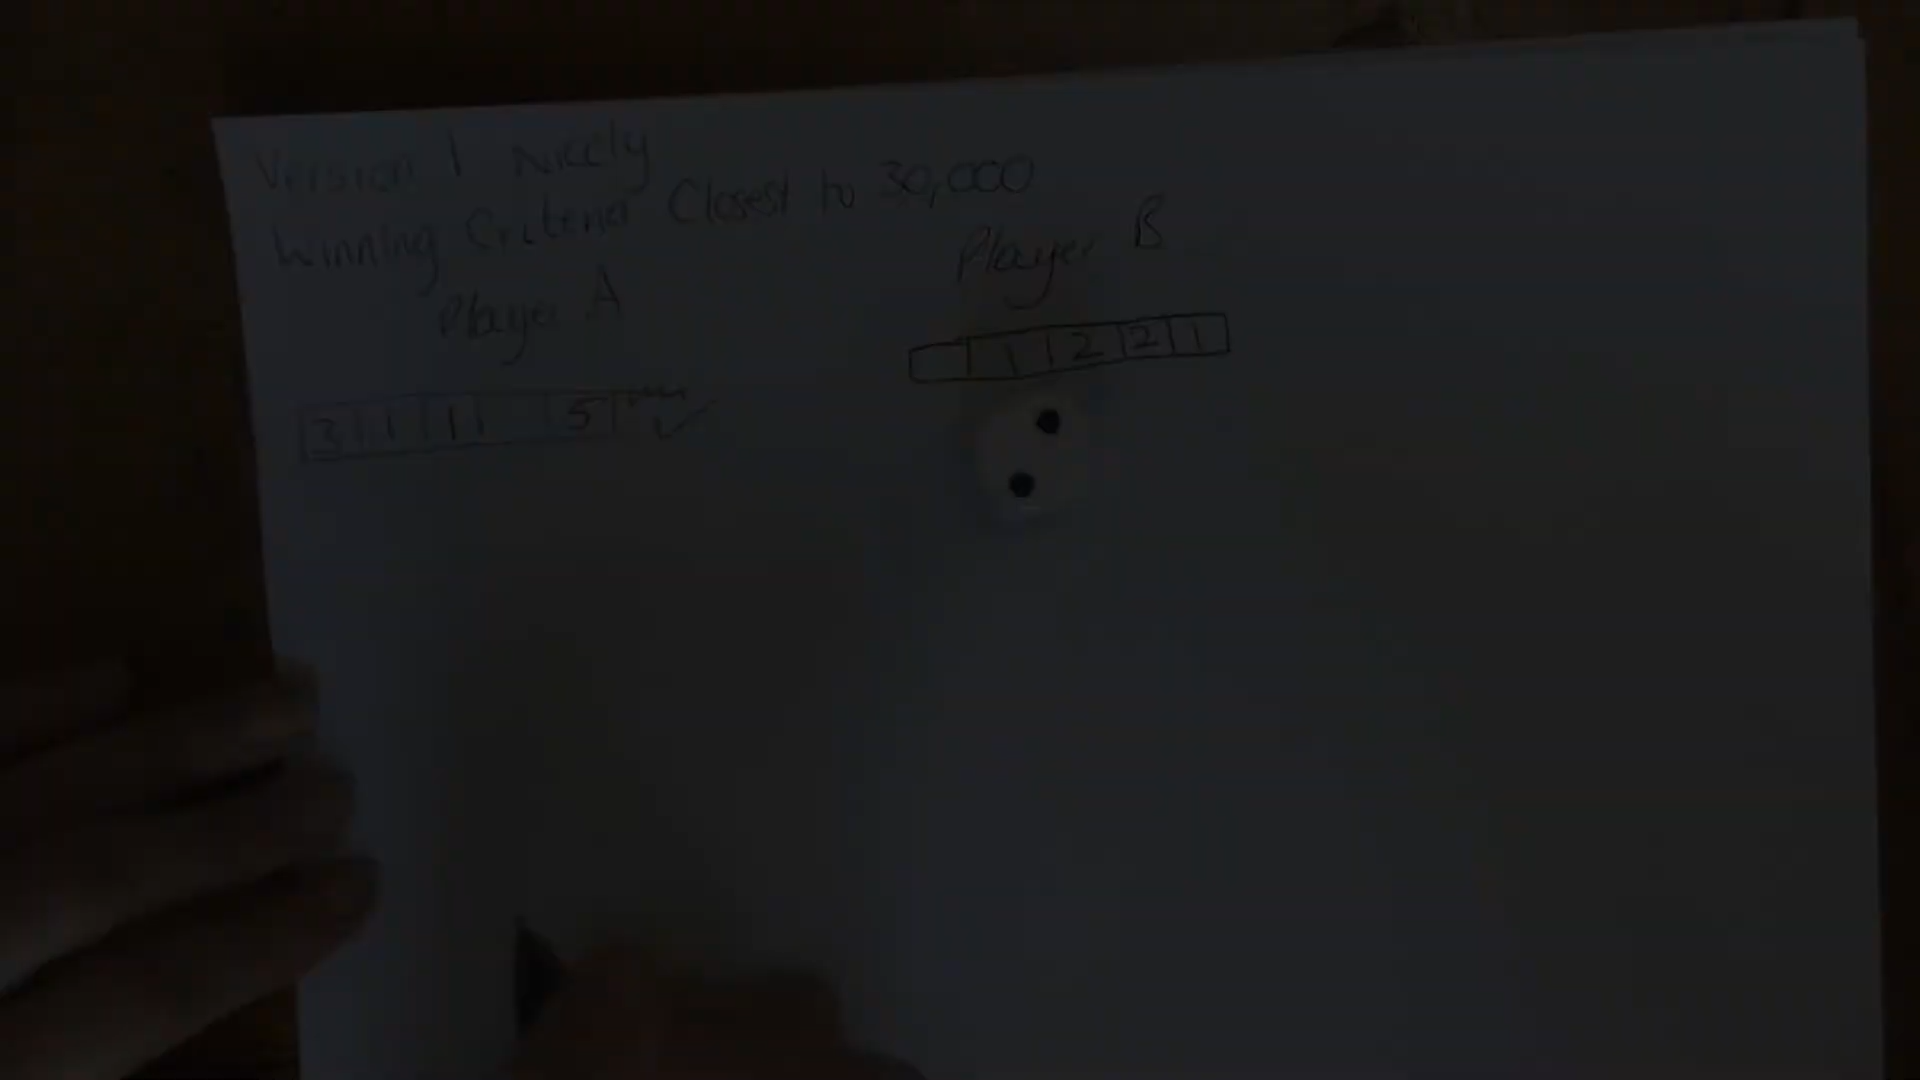 Version 1 Nicely
Winning Criteria Closest to 30,000
Player A
Player B
3 1 1 5
1 2 2 1